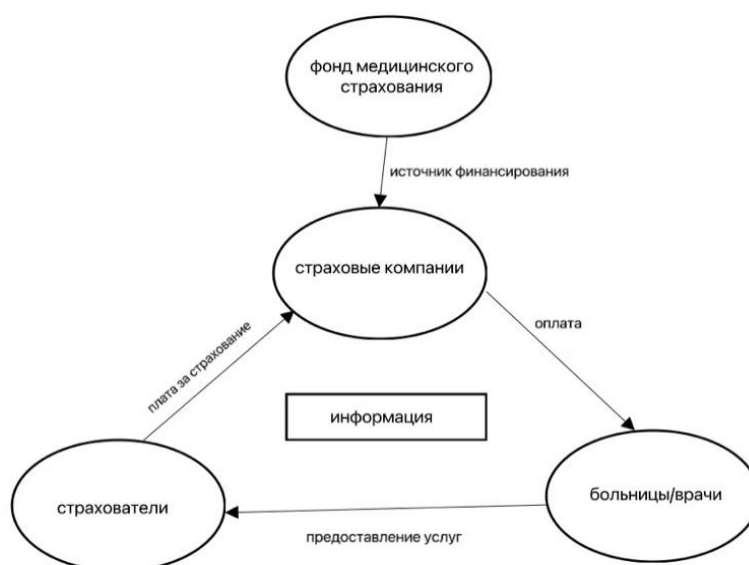 фонд медицинского
страхования
источник финансирования
страховые компании
оплата
плата за страхование
информация
больницы/врачи
страхователи
предоставление услуг